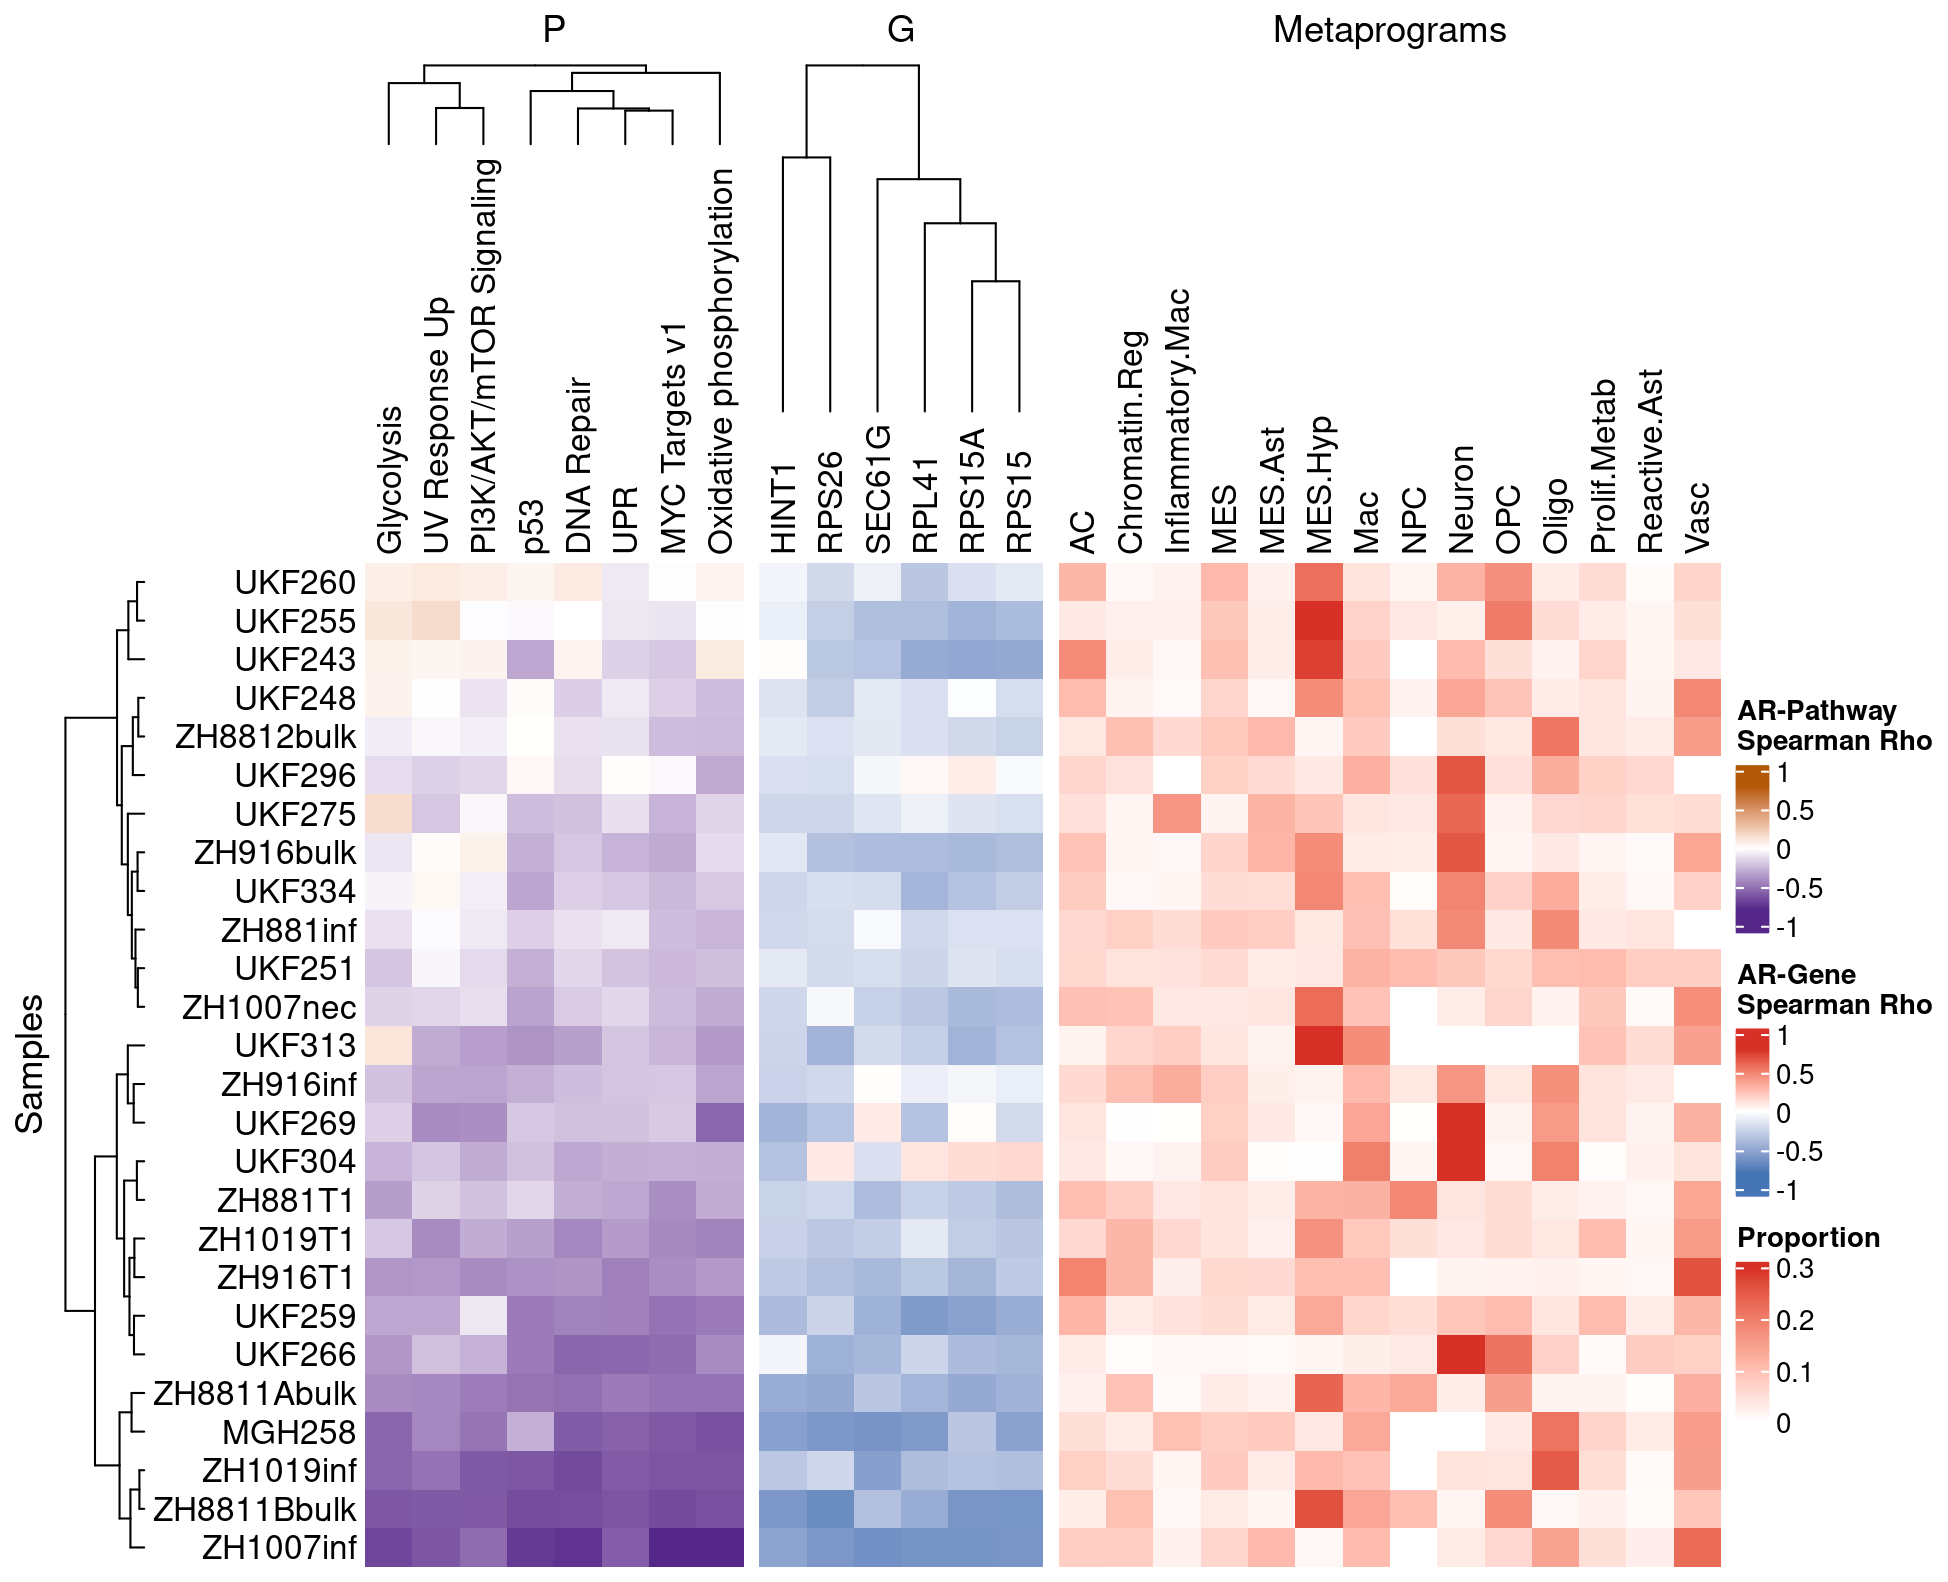 P
G
Metaprograms
Glycolysis
UV Response Up
PI3K/AKT/mTOR Signaling
p53
DNA Repair
UPR
MYC Targets v1
Oxidative phosphorylation
HINT1
RPS26
SEC61G
RPL41
RPS15A
RPS15
AC
Chromatin.Reg
Inflammatory.Mac
MES
MES.Ast
MES.Hyp
Mac
NPC
Neuron
OPC
Oligo
Prolif.Metab
Reactive.Ast
Vasc
Samples
UKF260
UKF255
UKF243
UKF248
ZH8812bulk
UKF296
UKF275
ZH916bulk
UKF334
ZH881inf
UKF251
ZH1007nec
UKF313
ZH916inf
UKF269
UKF304
ZH881T1
ZH1019T1
ZH916T1
UKF259
UKF266
ZH8811Abulk
MGH258
ZH1019inf
ZH8811Bbulk
ZH1007inf
AR-Pathway
Spearman Rho
1
0.5
0
-0.5
-1
AR-Gene
Spearman Rho
1
0.5
0
-0.5
-1
Proportion
0.3
0.2
0.1
0